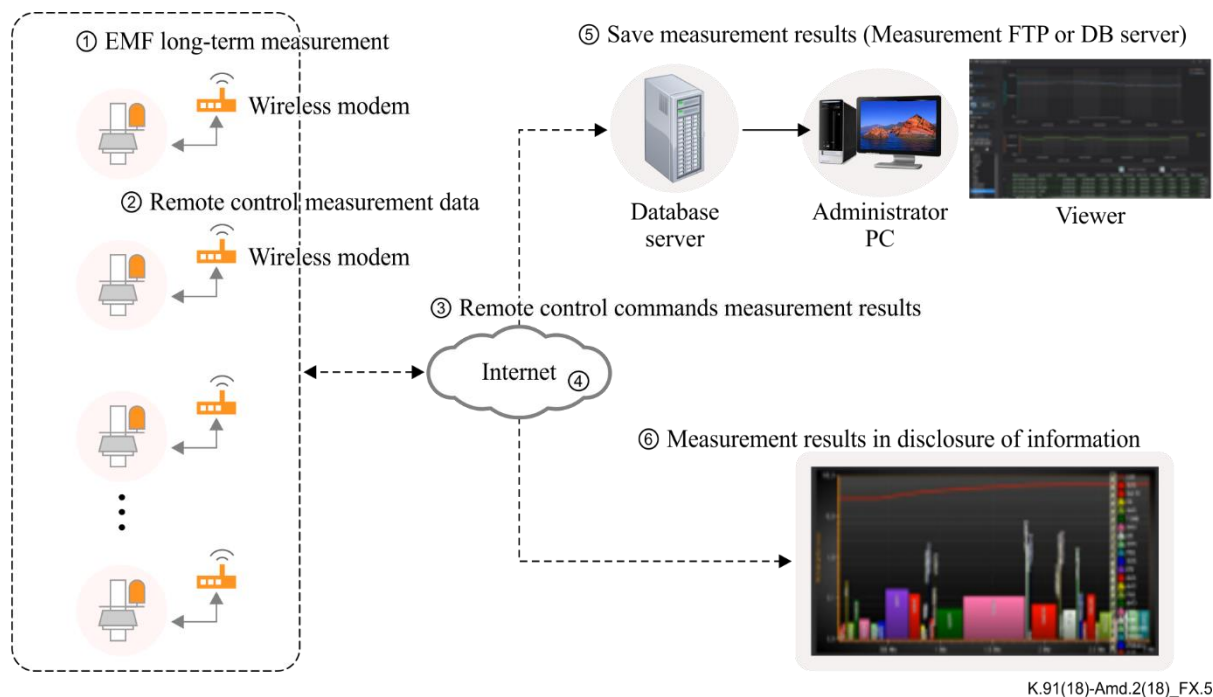 ① EMF long-term measurement
Wireless modem
② Remote control measurement data
Wireless modem
③ Remote control commands measurement results
Internet ④
⑤ Save measurement results (Measurement FTP or DB server)
Database
server
Administrator
PC
Viewer
⑥ Measurement results in disclosure of information
K.91(18)-Amd.2(18)_FX.5